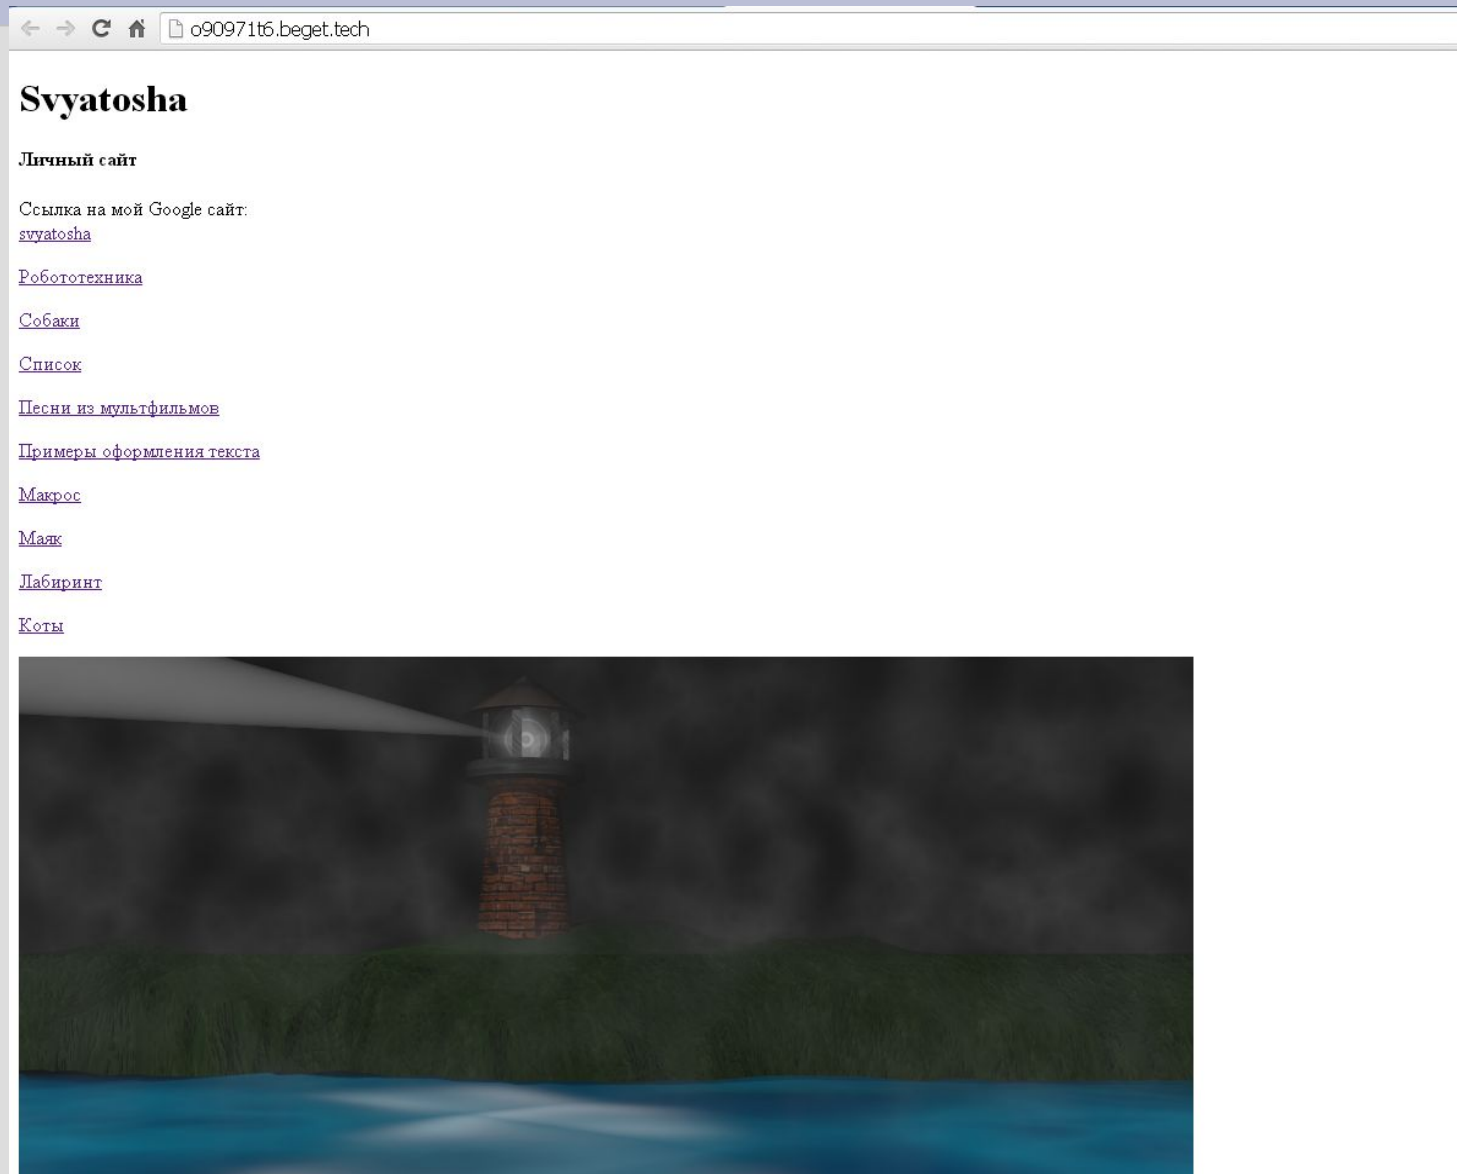 o90971t6.beget.tech
Svyatosha
Личный сайт
Ссылка на мой Google сайт:
svyatosha
Робототехника
Собаки
Список
Песни из мультфильмов
Примеры оформления текста
Макрос
Маяк
Лабиринт
Коты